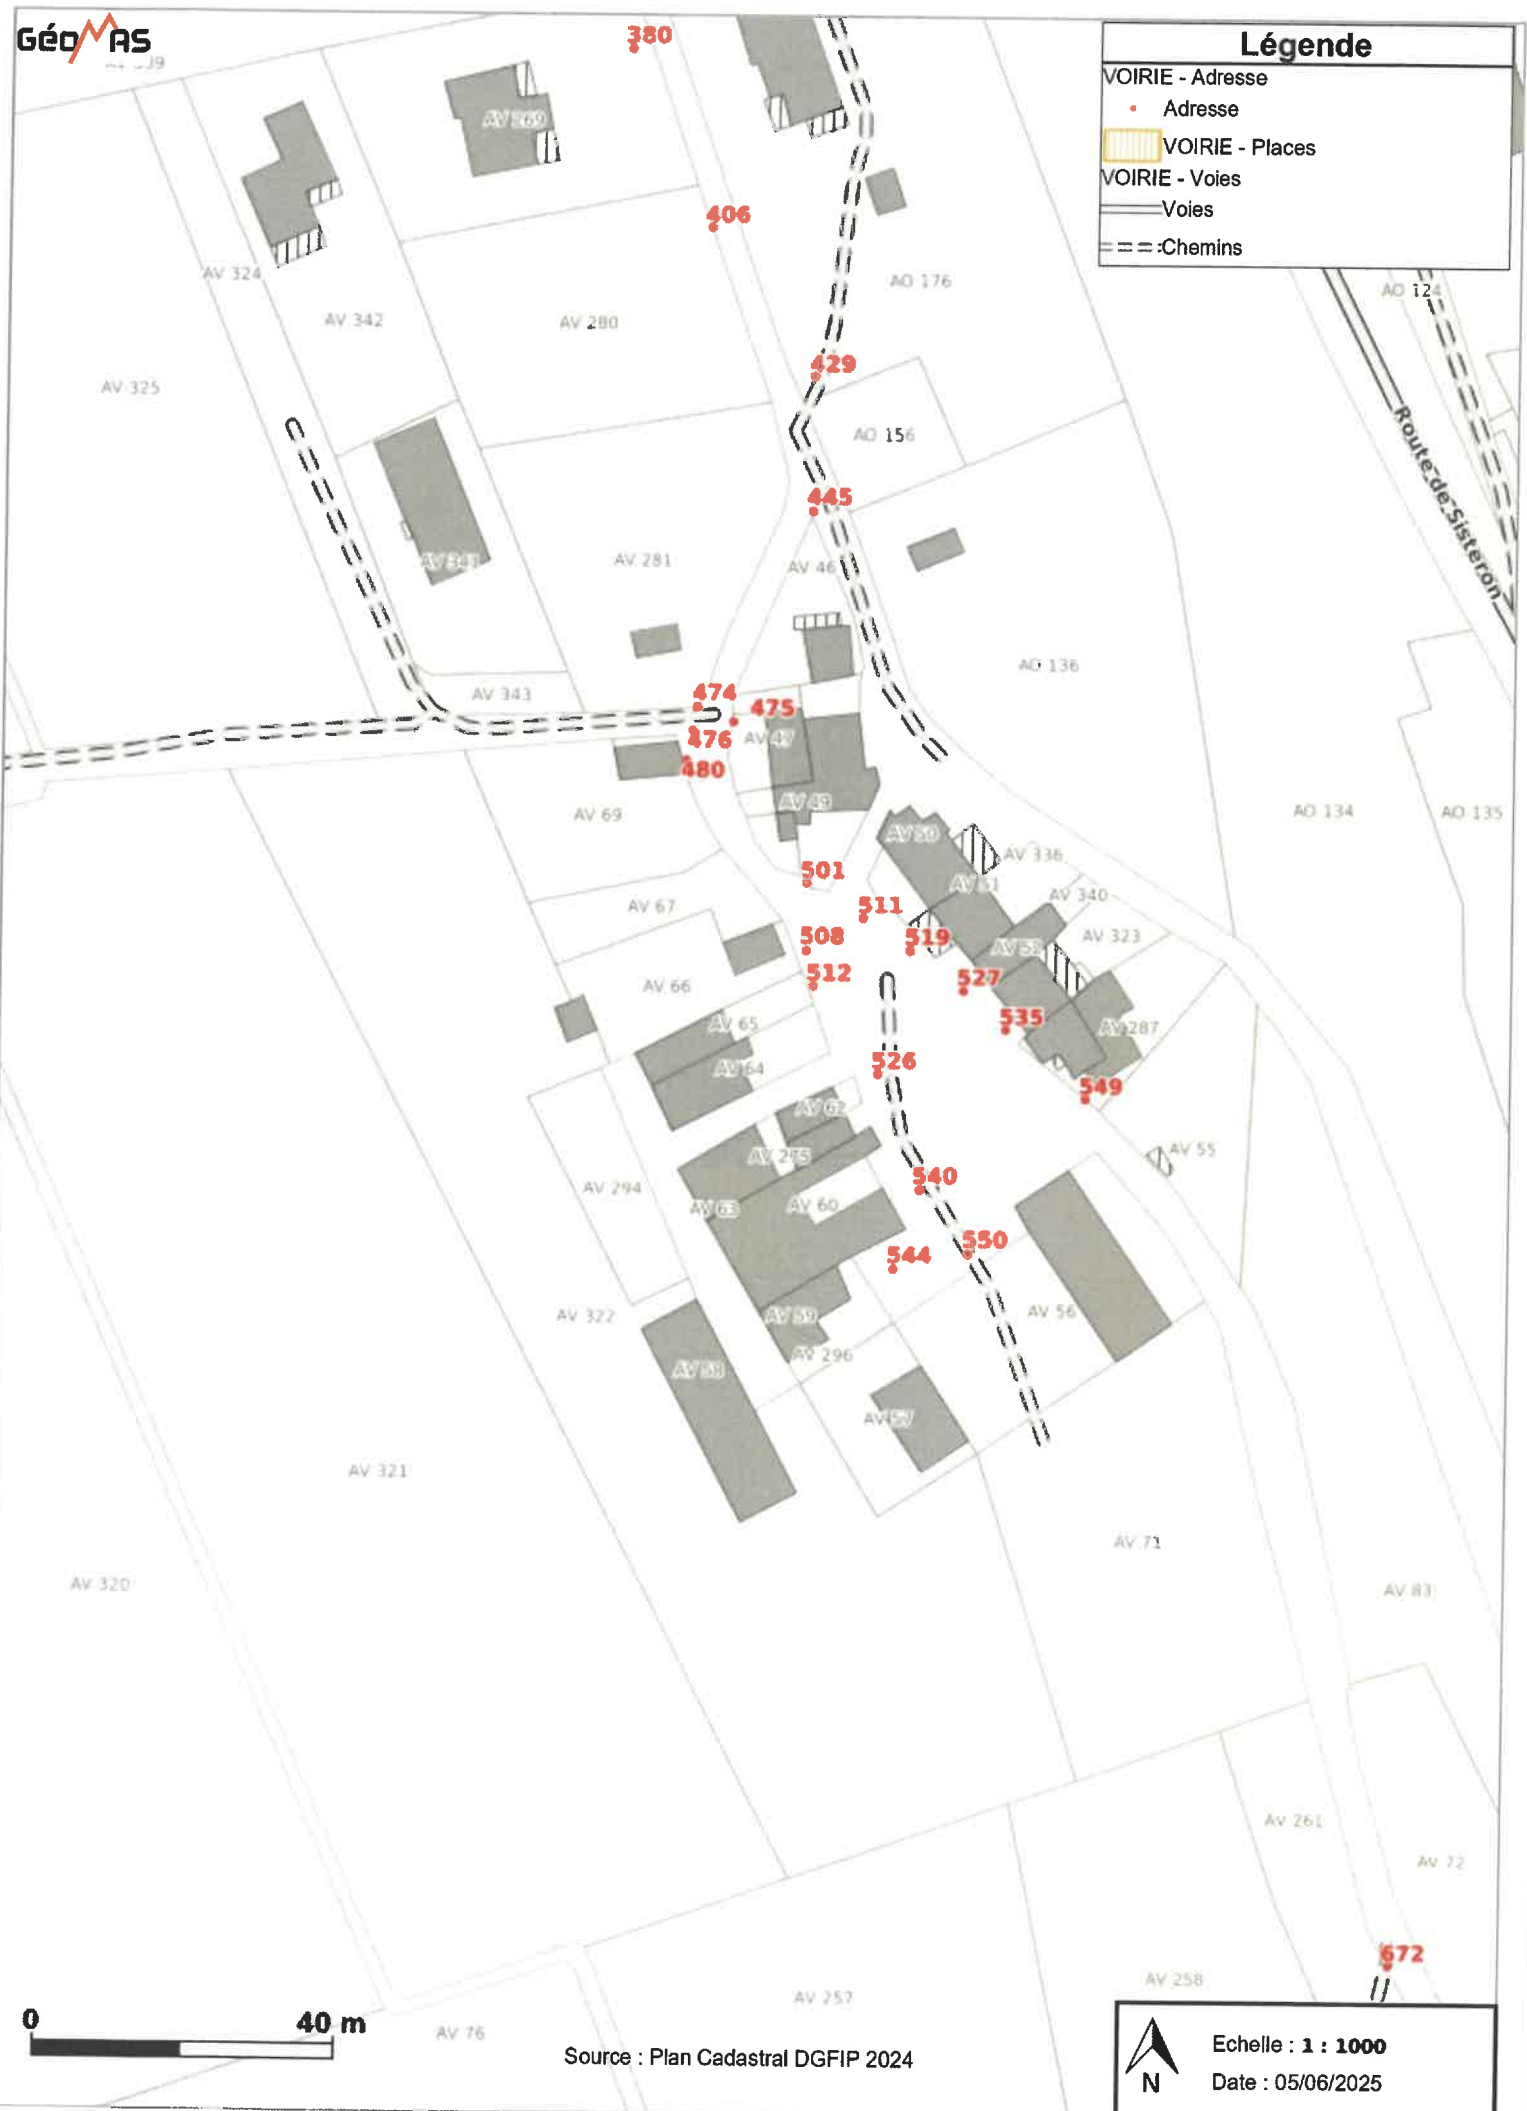 GéoMAS
380
Légende
VOIRIE - Adresse
Adresse
VOIRIE - Places
VOIRIE - Voies
Voies
Chemins
AV 269
406
AV 324
AO 176
AO 124
AV 342
AV 280
429
AV 325
AO 156
Route de Sisteron
445
AV 341
AV 281
AV 46
AO 136
474
AV 343
475
476
AV 47
480
AV 49
AV 69
AO 134
AO 135
AV 50
AV 336
501
AV 51
AV 340
AV 67
511
508
519
AV 323
AV 52
512
527
AV 66
535
AV 65
AV 287
526
AV 64
549
AV 62
AV 275
AV 55
540
AV 294
AV 63
AV 60
550
544
AV 322
AV 59
AV 56
AV 296
AV 58
AV 57
AV 321
AV 71
AV 320
AV 83
AV 261
AV 72
672
AV 258
AV 257
0
40 m
AV 76
Source : Plan Cadastral DGFIP 2024
N
Echelle : 1 : 1000
Date : 05/06/2025